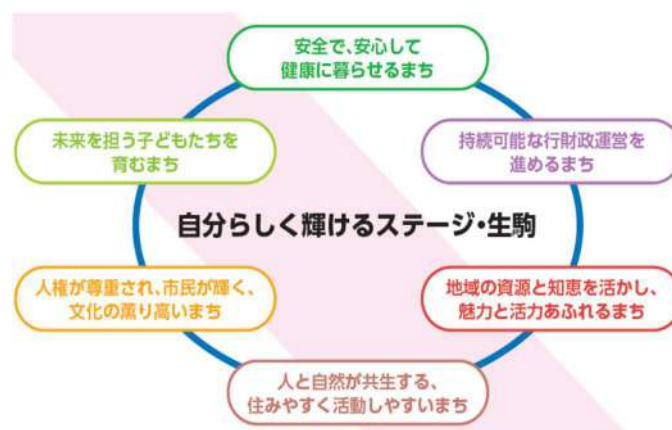 安全で、安心して
健康に暮らせるまち
未来を担う子どもたちを
育むまち
持続可能な行財政運営を
進めるまち
自分らしく輝けるステージ・生駒
人権が尊重され、市民が輝く、
文化の薫り高いまち
地域の資源と知恵を活かし、
魅力と活力あふれるまち
人と自然が共生する、
住みやすく活動しやすいまち